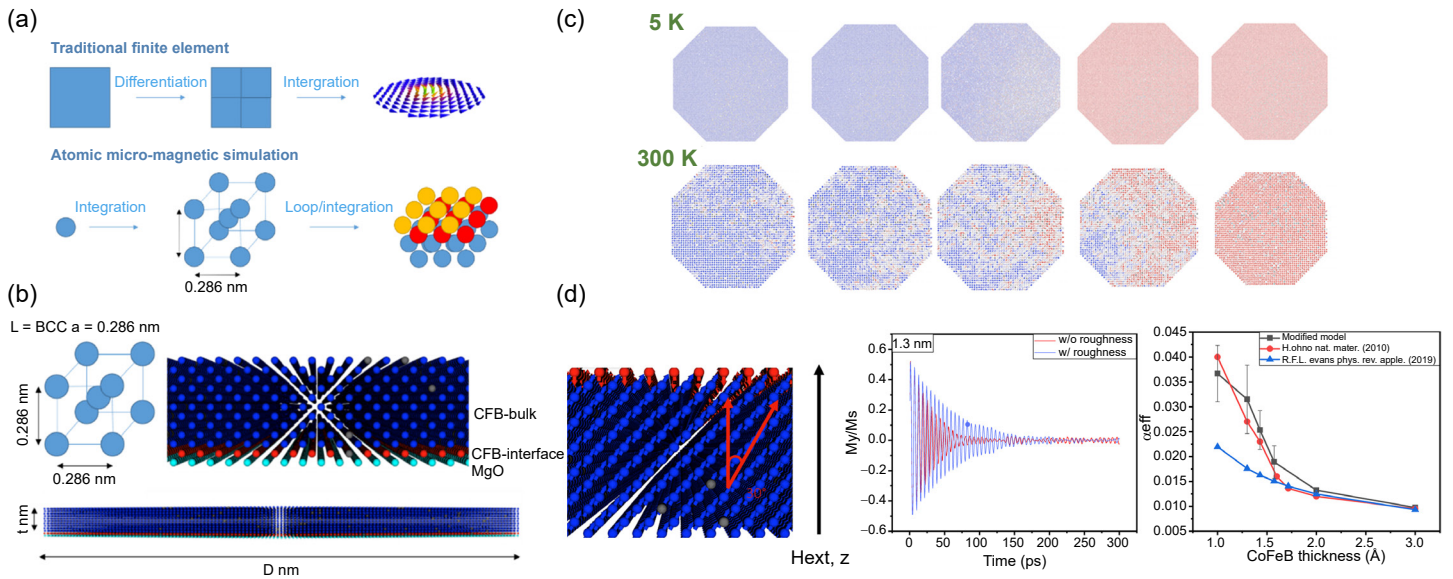 (a)
Traditional finite element
Differentiation
Intergration
Atomic micro-magnetic simulation
Integration
Loop/integration
0.286 nm
(b)
L = BCC a = 0.286 nm
0.286 nm
0.286 nm
CFB-bulk
CFB-interface
MgO
t nm
D nm
(c)
5 K
300 K
(d)
Hext, z
1.3 nm
w/o roughness
w/ roughness
My/Ms
0.6
0.4
0.2
0.0
−0.2
−0.4
−0.6
0 50 75 100 150 200 250 300
Time (ps)
Modified model
H.ohno nat. mater. (2010)
R.F.L. evans phys. rev. apple. (2019)
αeff
0.045
0.040
0.035
0.030
0.025
0.020
0.015
0.010
0.005
1.0 1.5 2.0 2.5 3.0
CoFeB thickness (Å)